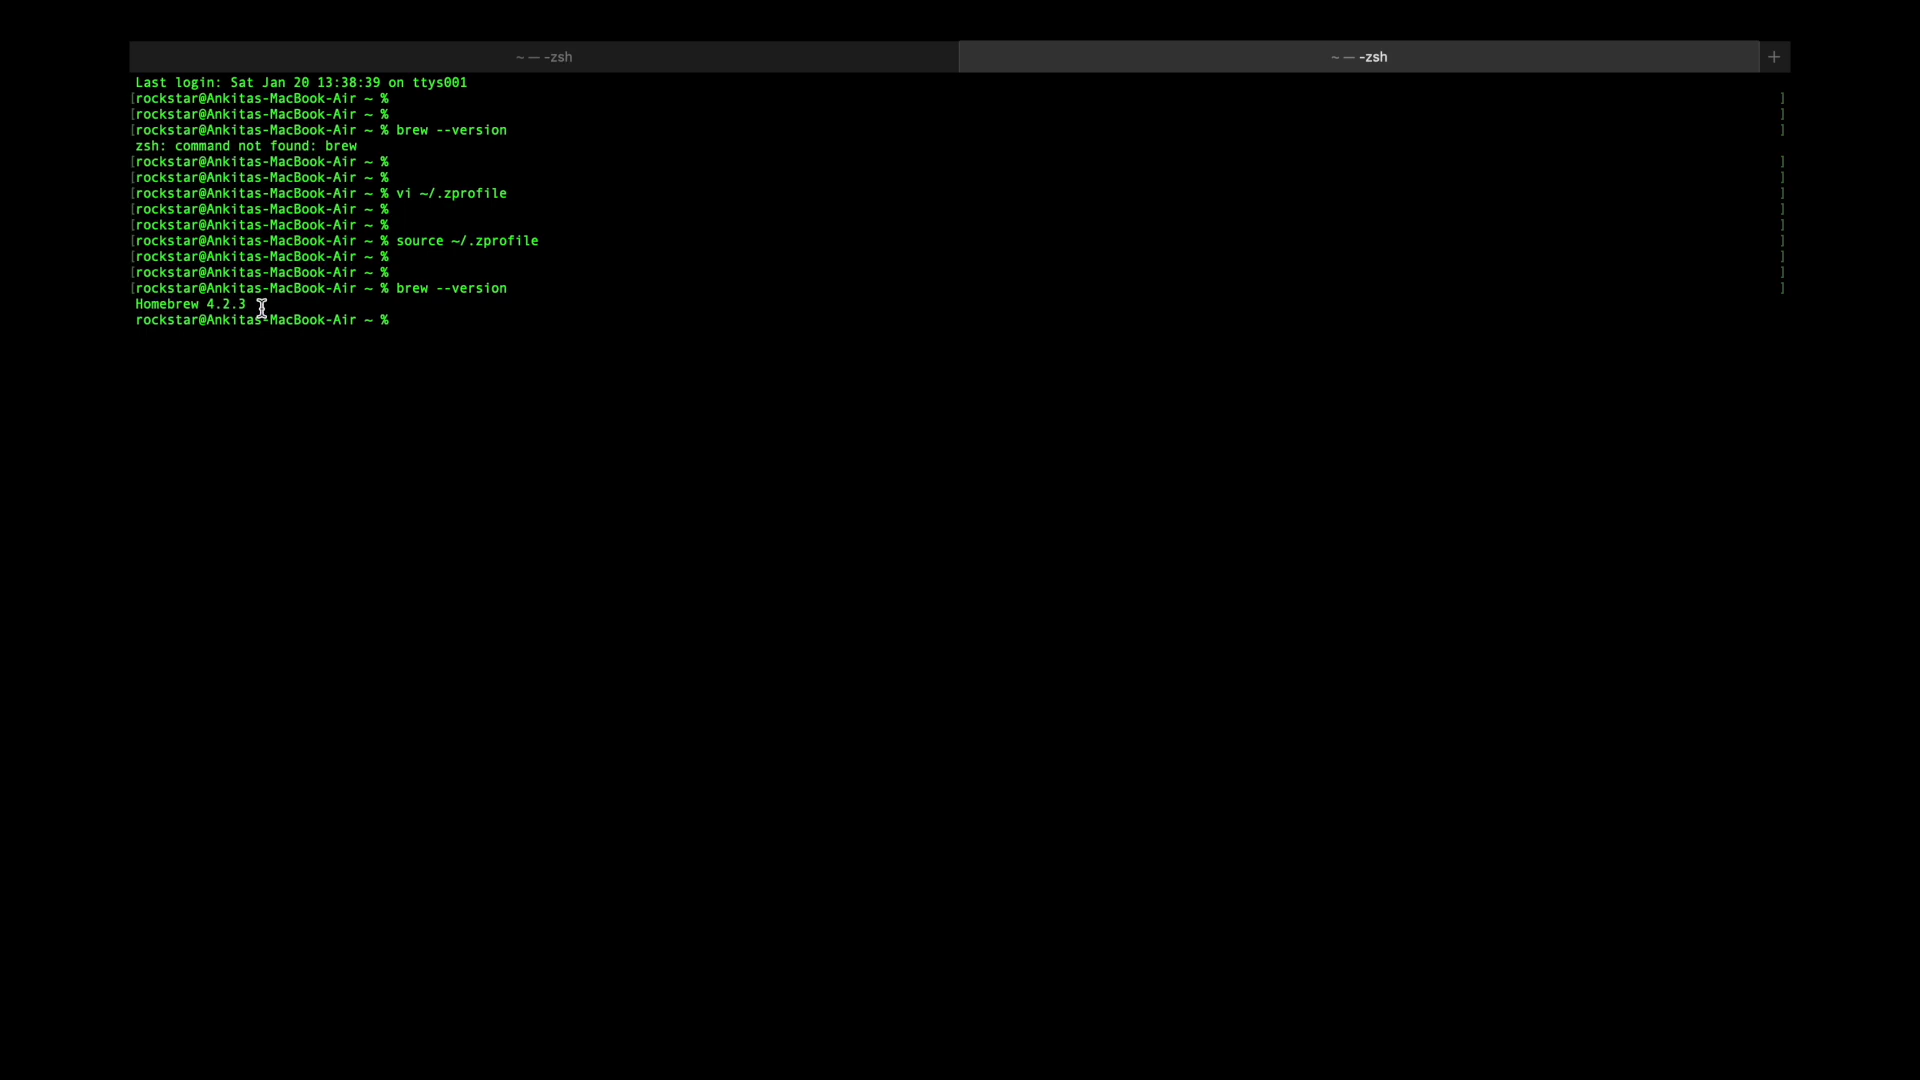 ~ — -zsh
~ — -zsh
+
Last login: Sat Jan 20 13:38:39 on ttys001
[rockstar@Ankitas-MacBook-Air ~ % ]
[rockstar@Ankitas-MacBook-Air ~ % ]
[rockstar@Ankitas-MacBook-Air ~ % brew --version ]
zsh: command not found: brew
[rockstar@Ankitas-MacBook-Air ~ % ]
[rockstar@Ankitas-MacBook-Air ~ % ]
[rockstar@Ankitas-MacBook-Air ~ % vi ~/.zprofile ]
[rockstar@Ankitas-MacBook-Air ~ % ]
[rockstar@Ankitas-MacBook-Air ~ % ]
[rockstar@Ankitas-MacBook-Air ~ % source ~/.zprofile ]
[rockstar@Ankitas-MacBook-Air ~ % ]
[rockstar@Ankitas-MacBook-Air ~ % ]
[rockstar@Ankitas-MacBook-Air ~ % brew --version ]
Homebrew 4.2.3
rockstar@Ankitas-MacBook-Air ~ %